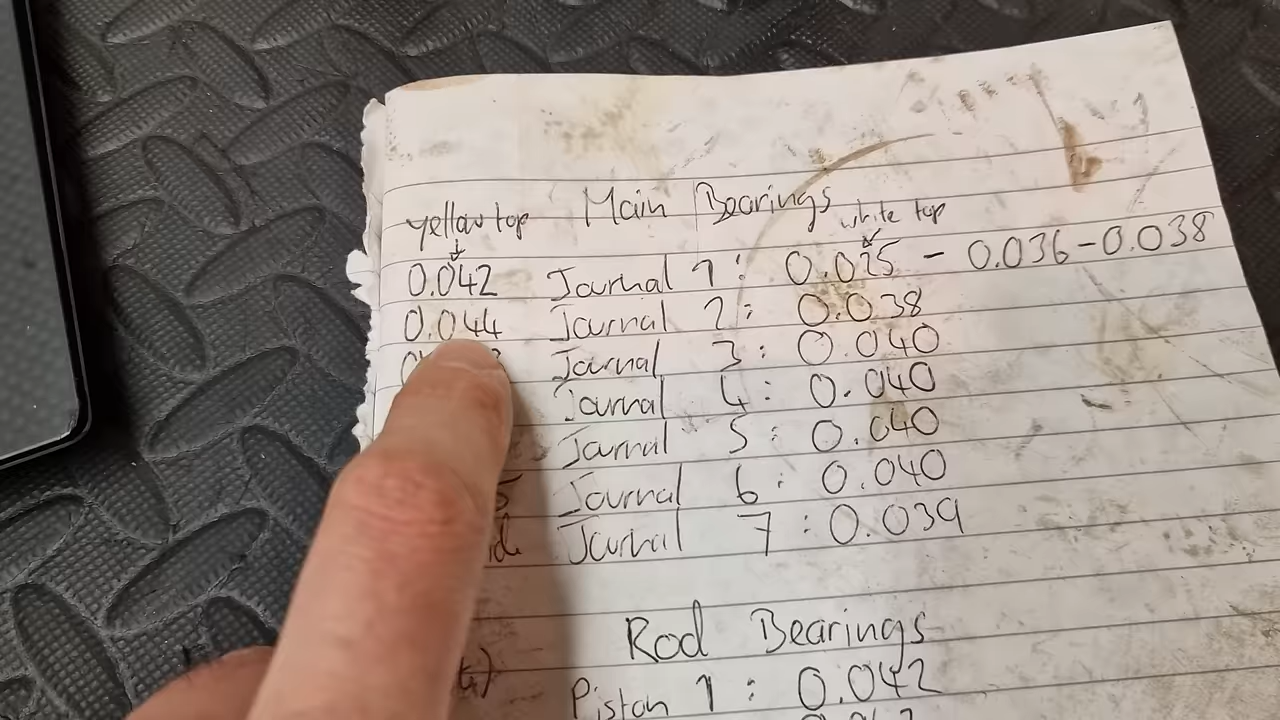 Main Bearings
yellow top white top
0.042 Journal 1: 0.025 - 0.036-0.038
0.044 Journal 2: 0.038
Journal 3: 0.040
Journal 4: 0.040
Journal 5: 0.040
Journal 6: 0.040
Journal 7: 0.039
Rod Bearings
Piston 1: 0.042